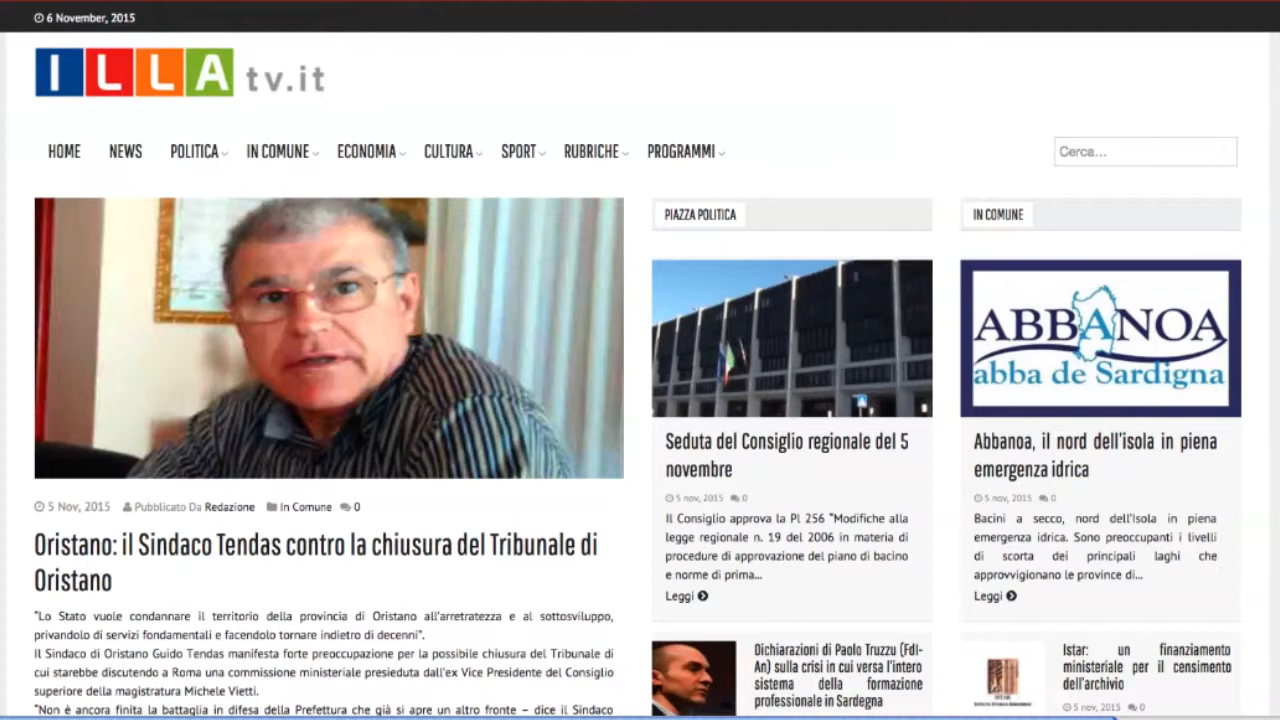 6 November, 2015
ILLA tv.it
HOME NEWS POLITICA IN COMUNE ECONOMIA CULTURA SPORT RUBRICHE PROGRAMMI
Cerca...
5 Nov, 2015 Pubblicato Da Redazione In Comune 0
Oristano: il Sindaco Tendas contro la chiusura del Tribunale di
Oristano
"Lo Stato vuole condannare il territorio della provincia di Oristano all'arretratezza e al sottosviluppo,
privandolo di servizi fondamentali e facendolo tornare indietro di decenni".
Il Sindaco di Oristano Guido Tendas manifesta forte preoccupazione per la possibile chiusura del Tribunale di
cui starebbe discutendo a Roma una commissione ministeriale presieduta dall'ex Vice Presidente del Consiglio
superiore della magistratura Michele Vietti.
"Non è ancora finita la battaglia in difesa della Prefettura che già si apre un altro fronte – dice il Sindaco
PIAZZA POLITICA
Seduta del Consiglio regionale del 5
novembre
5 nov, 2015 0
Il Consiglio approva la Pl 256 "Modifiche alla
legge regionale n. 19 del 2006 in materia di
procedure di approvazione del piano di bacino
e norme di prima...
Leggi
Dichiarazioni di Paolo Truzzu (FdI-
An) sulla crisi in cui versa l'intero
sistema della formazione
professionale in Sardegna
IN COMUNE
ABBANOA
abba de Sardigna
Abbanoa, il nord dell'isola in piena
emergenza idrica
5 nov, 2015 0
Bacini a secco, nord dell'Isola in piena
emergenza idrica. Sono preoccupanti i livelli
di scorta dei principali laghi che
approvvigionano le province di...
Leggi
ISTAR
Istar: un finanziamento
ministeriale per il censimento
dell'archivio
5 nov, 2015 0